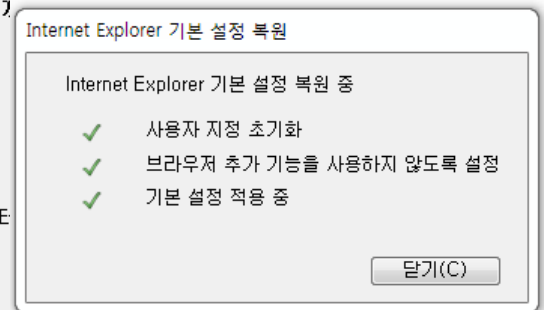 Internet Explorer 기본 설정 복원
Internet Explorer 기본 설정 복원 중
사용자 지정 초기화
브라우저 추가 기능을 사용하지 않도록 설정
기본 설정 적용 중
닫기(C)